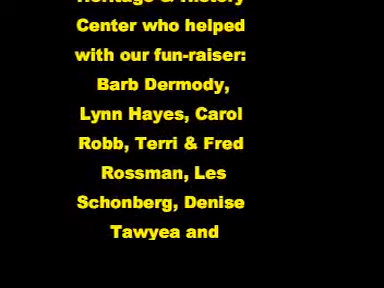 Heritage & History
Center who helped
with our fun-raiser:
Barb Dermody,
Lynn Hayes, Carol
Robb, Terri & Fred
Rossman, Les
Schonberg, Denise
Tawyea and